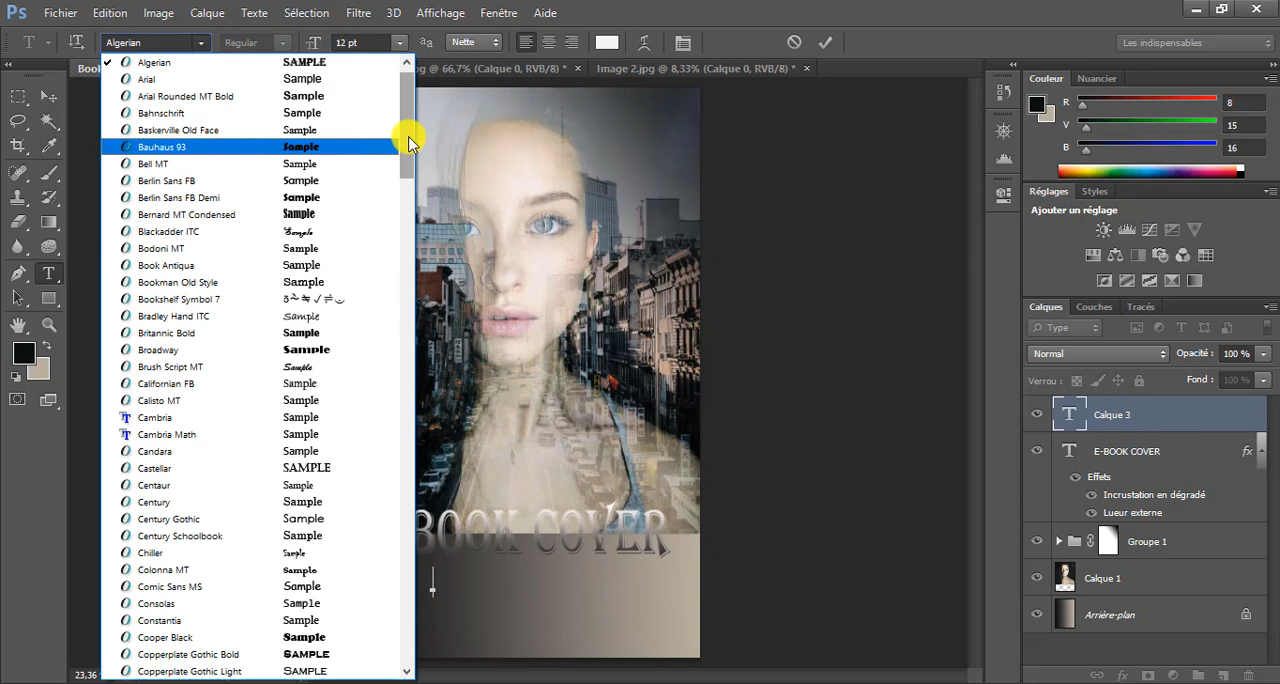 Ps Fichier Edition Image Calque Texte Sélection Filtre 3D Affichage Fenêtre Aide
T Algerian Regular 12 pt aa Nette Les indispensables
Book
pg @ 66,7% (Calque 0, RVB/8) * × Image 2.jpg @ 8,33% (Calque 0, RVB/8) * ×
Algerian SAMPLE
Arial Sample
Arial Rounded MT Bold Sample
Bahnschrift Sample
Baskerville Old Face Sample
Bauhaus 93 Sample
Bell MT Sample
Berlin Sans FB Sample
Berlin Sans FB Demi Sample
Bernard MT Condensed Sample
Blackadder ITC Sample
Bodoni MT Sample
Book Antiqua Sample
Bookman Old Style Sample
Bookshelf Symbol 7
Bradley Hand ITC Sample
Britannic Bold Sample
Broadway Sample
Brush Script MT Sample
Californian FB Sample
Calisto MT Sample
Cambria Sample
Cambria Math Sample
Candara Sample
Castellar SAMPLE
Centaur Sample
Century Sample
Century Gothic Sample
Century Schoolbook Sample
Chiller Sample
Colonna MT Sample
Comic Sans MS Sample
Consolas Sample
Constantia Sample
Cooper Black Sample
Copperplate Gothic Bold SAMPLE
Copperplate Gothic Light SAMPLE
BOOK COVER
23,36
Couleur Nuancier
R 8
V 15
B 16
Réglages Styles
Ajouter un réglage
Calques Couches Tracés
Type
Normal Opacité : 100 %
Verrou : Fond : 100 %
T Calque 3
T E-BOOK COVER fx
Effets
Incrustation en dégradé
Lueur externe
Groupe 1
Calque 1
Arrière-plan
fx